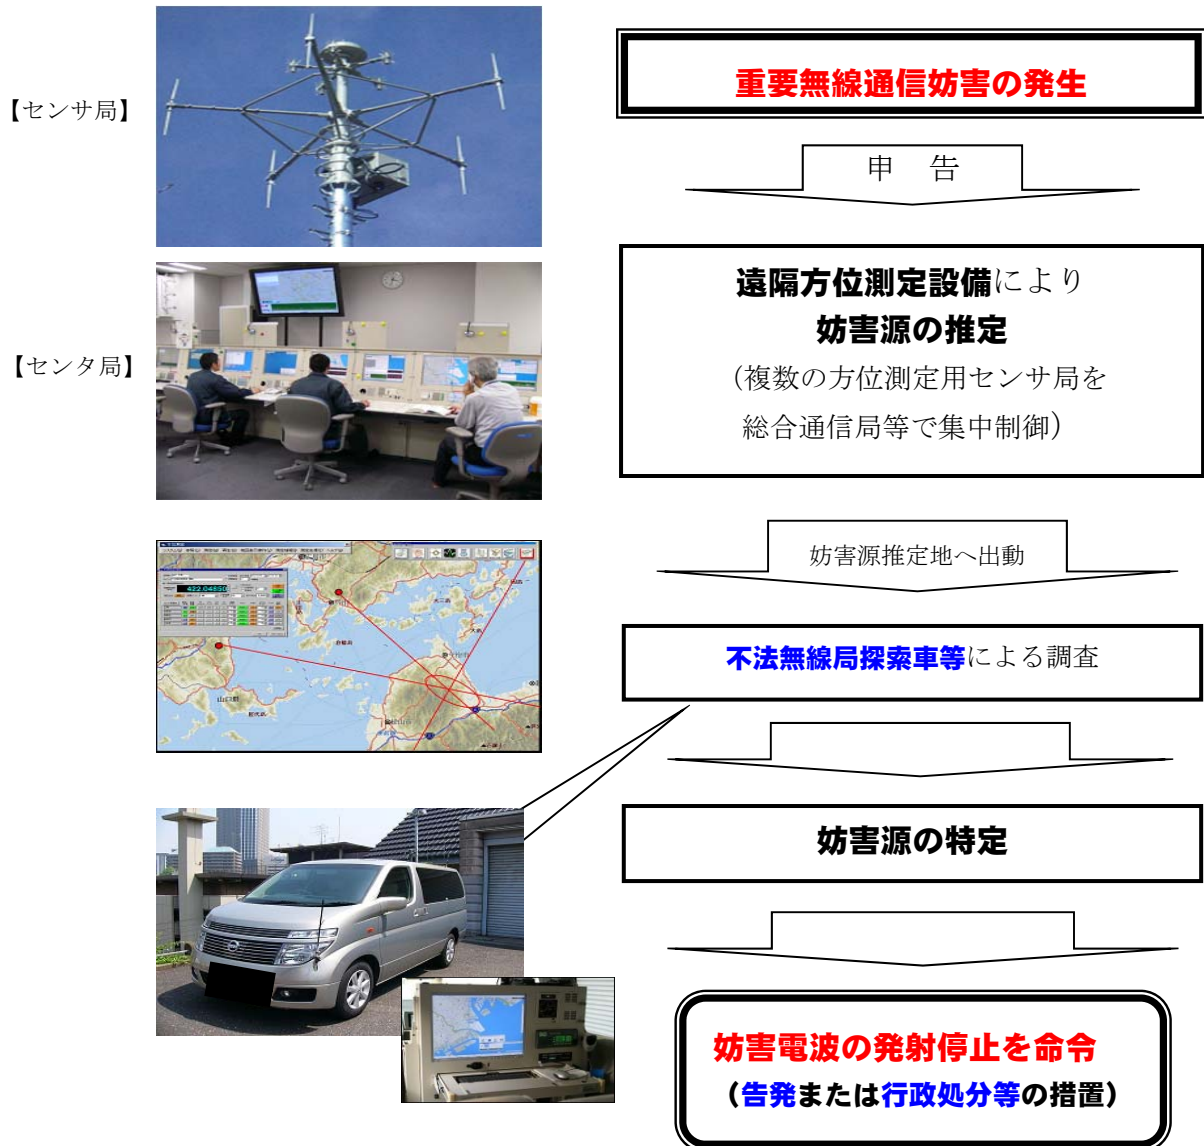 【センサ局】
重要無線通信妨害の発生
申　告
遠隔方位測定設備により
妨害源の推定
（複数の方位測定用センサ局を
総合通信局等で集中制御）
【センタ局】
妨害源推定地へ出動
422.04850
山口県
不法無線局探索車等による調査
妨害源の特定
妨害電波の発射停止を命令
（告発または行政処分等の措置）